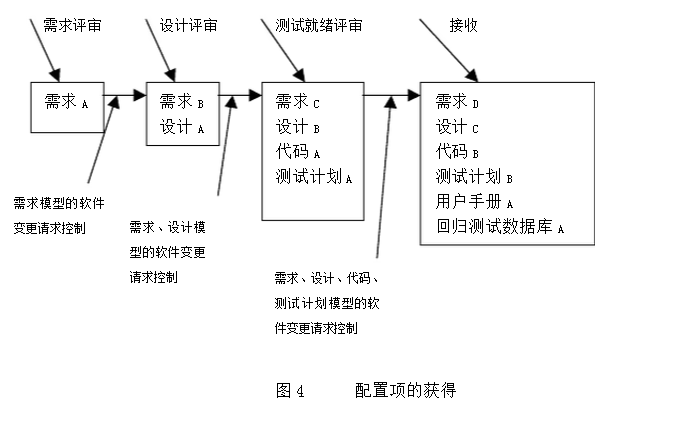 需求评审
设计评审
测试就绪评审
接收
需求 A
需求 B
设计 A
需求 C
设计 B
代码 A
测试计划 A
需求 D
设计 C
代码 B
测试计划 B
用户手册 A
回归测试数据库 A
需求模型的软件
变更请求控制
需求、设计模
型的软件变更
请求控制
需求、设计、代码、
测试计划模型的软
件变更请求控制
图 4 配置项的获得